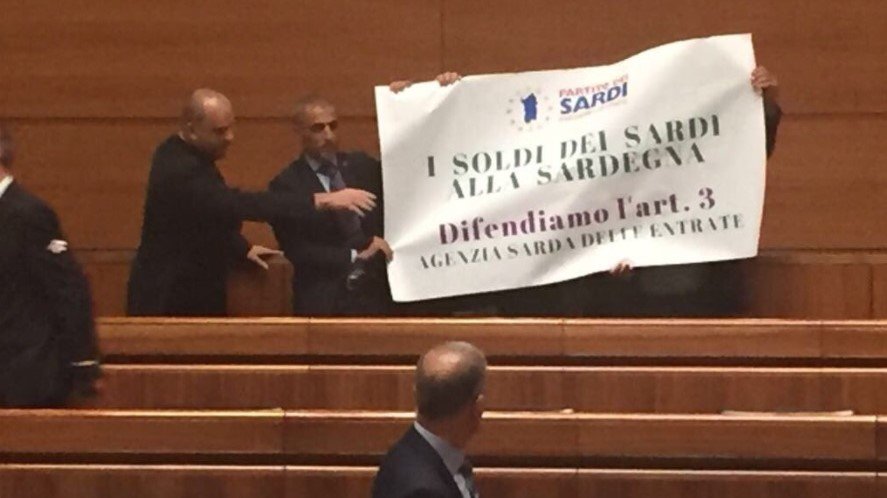 PARTITO DEI
SARDI
I SOLDI DEI SARDI
ALLA SARDEGNA
Difendiamo l'art. 3
AGENZIA SARDA DELLE ENTRATE